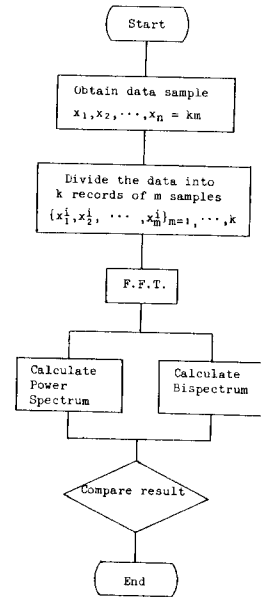 Start
Obtain data sample
x₁,x₂,···,xₙ = km
Divide the data into
k records of m samples
{x₁ⁱ,x₂ⁱ, ··· ,xₘⁱ}ₘ₌₁,···,k
F.F.T.
Calculate
Power
Spectrum
Calculate
Bispectrum
Compare result
End